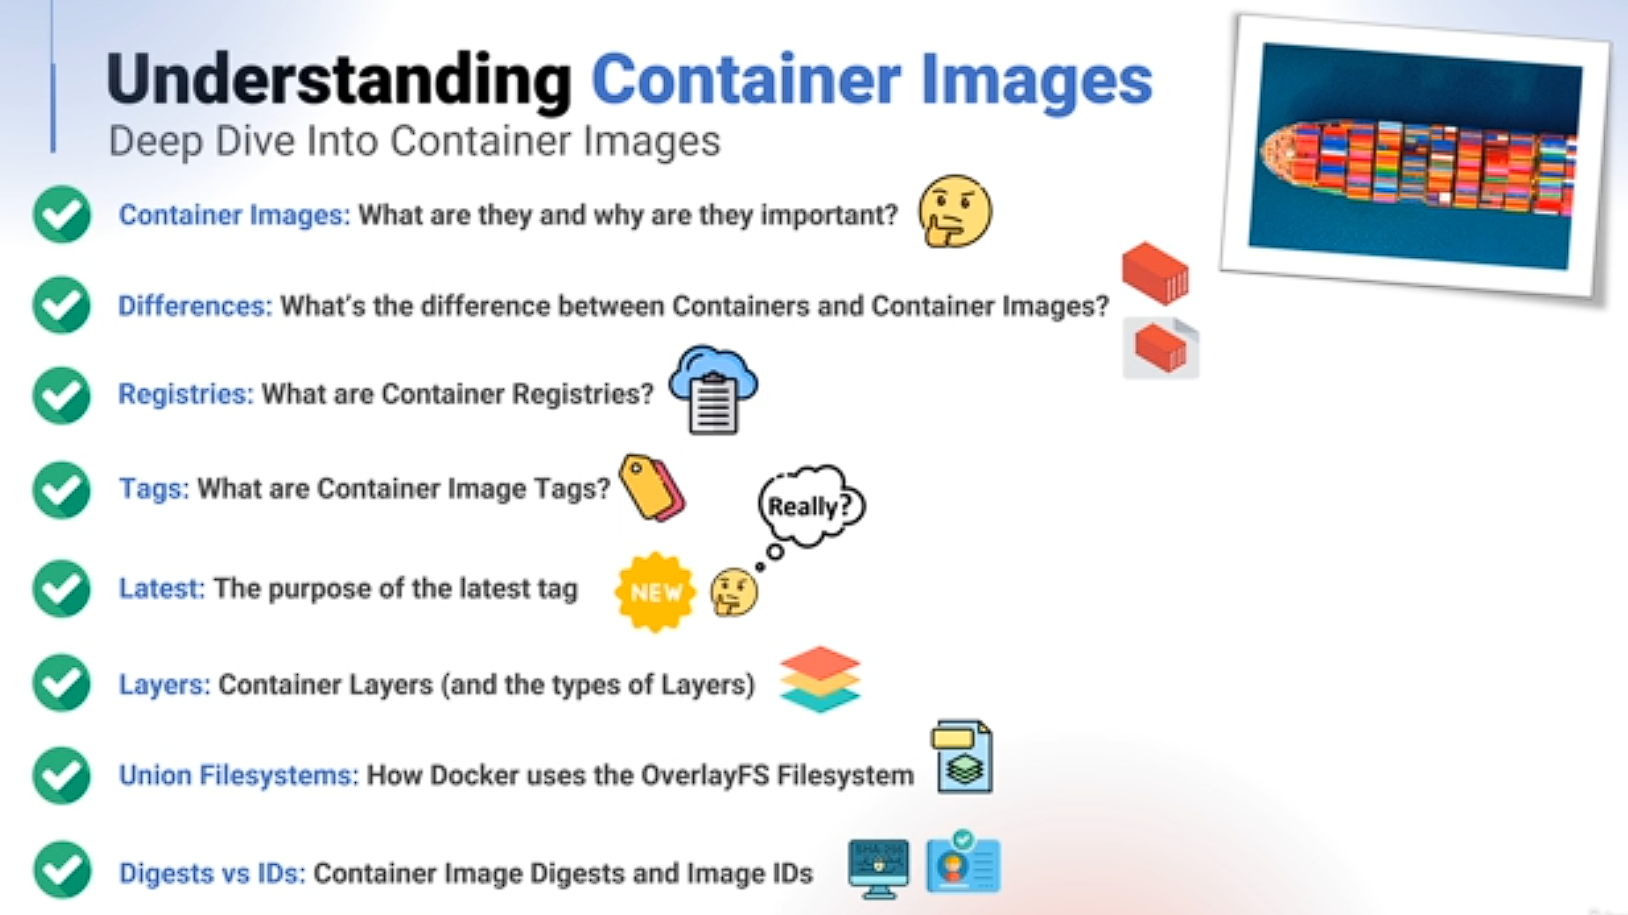 Understanding Container Images
Deep Dive Into Container Images
Container Images: What are they and why are they important?
Differences: What's the difference between Containers and Container Images?
Registries: What are Container Registries?
Tags: What are Container Image Tags?
Really?
Latest: The purpose of the latest tag
NEW
Layers: Container Layers (and the types of Layers)
Union Filesystems: How Docker uses the OverlayFS Filesystem
Digests vs IDs: Container Image Digests and Image IDs
SHA-256